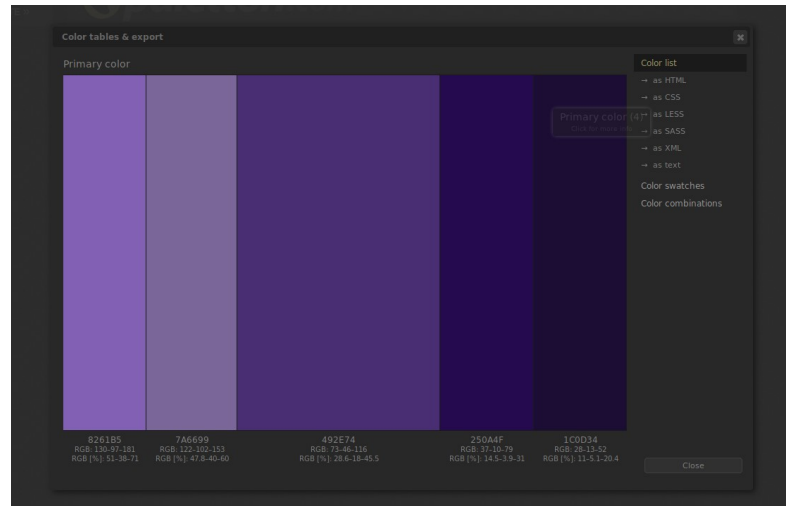 Color tables & export
Primary color
8261B5
RGB: 130-97-181
RGB [%]: 51-38-71
7A6699
RGB: 122-102-153
RGB [%]: 47.8-40-60
492E74
RGB: 73-46-116
RGB [%]: 28.6-18-45.5
250A4F
RGB: 37-10-79
RGB [%]: 14.5-3.9-31
1C0D34
RGB: 28-13-52
RGB [%]: 11-5.1-20.4
Primary color (4)
Color list
→ as HTML
→ as CSS
→ as LESS
→ as SASS
→ as XML
→ as text
Color swatches
Color combinations
Close